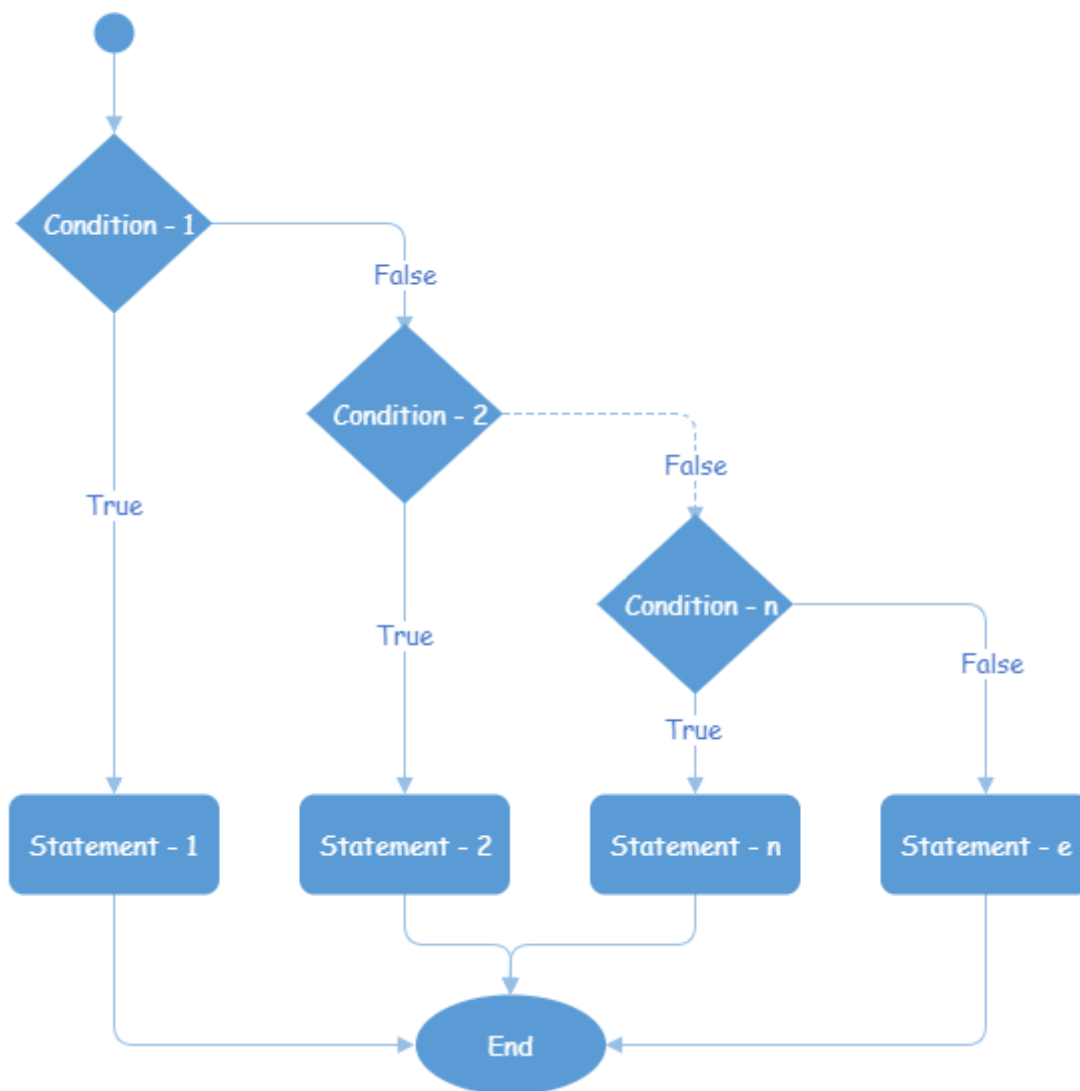 Condition - 1
False
Condition - 2
False
True
Condition - n
True
False
True
Statement - 1
Statement - 2
Statement - n
Statement - e
End